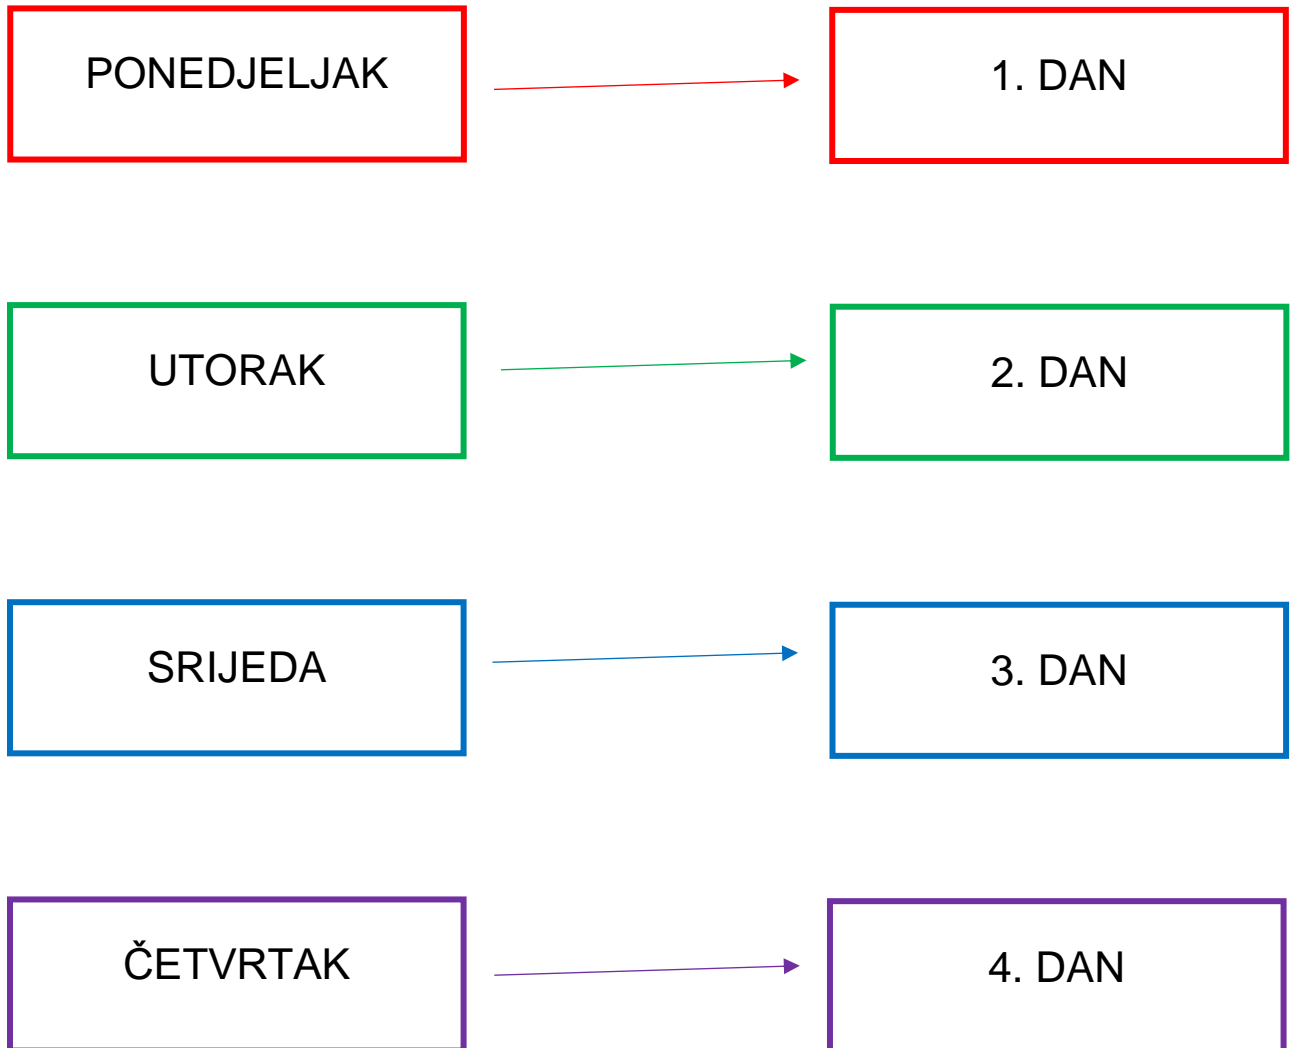 PONEDJELJAK
1. DAN
UTORAK
2. DAN
SRIJEDA
3. DAN
ČETVRTAK
4. DAN